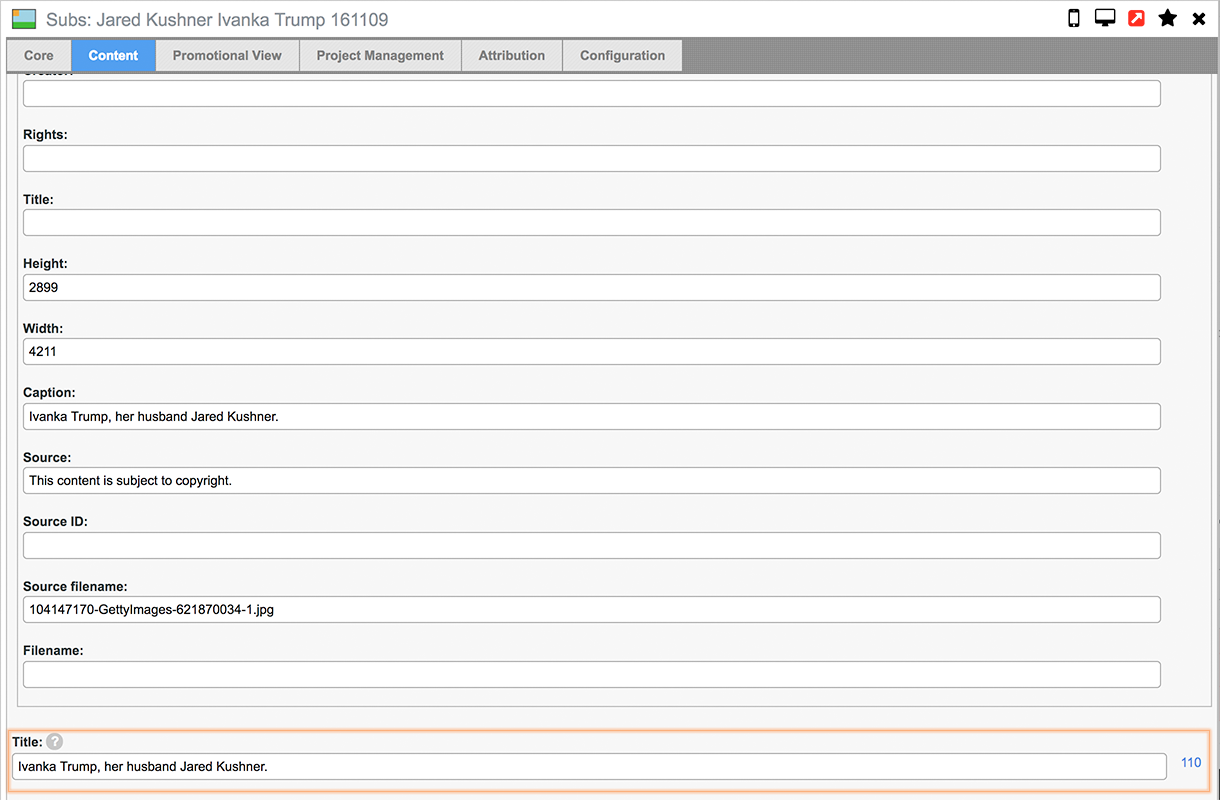 Subs: Jared Kushner Ivanka Trump 161109
Core Content Promotional View Project Management Attribution Configuration
Creator:
Rights:
Title:
Height:
2899
Width:
4211
Caption:
Ivanka Trump, her husband Jared Kushner.
Source:
This content is subject to copyright.
Source ID:
Source filename:
104147170-GettyImages-621870034-1.jpg
Filename:
Title: ?
Ivanka Trump, her husband Jared Kushner.
110